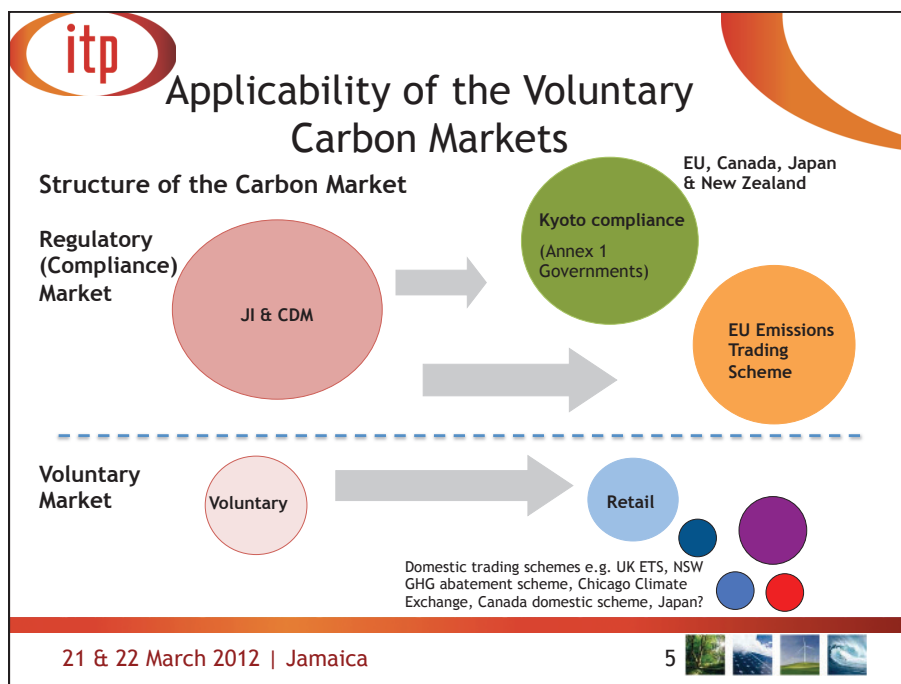 itp
Applicability of the Voluntary
Carbon Markets
Structure of the Carbon Market
EU, Canada, Japan
& New Zealand
Regulatory
(Compliance)
Market
JI & CDM
Kyoto compliance
(Annex 1
Governments)
EU Emissions
Trading
Scheme
Voluntary
Market
Voluntary
Retail
Domestic trading schemes e.g. UK ETS, NSW
GHG abatement scheme, Chicago Climate
Exchange, Canada domestic scheme, Japan?
21 & 22 March 2012 | Jamaica
5